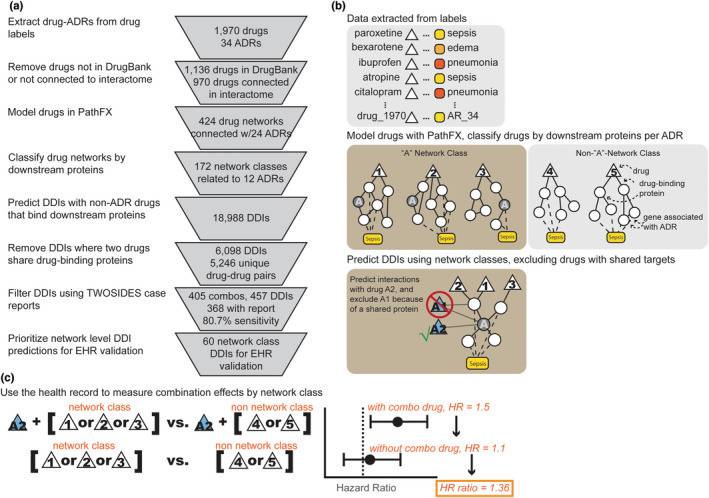 (a)
Extract drug-ADRs from drug
labels
1,970 drugs
34 ADRs
Remove drugs not in DrugBank
or not connected to interactome
1,136 drugs in DrugBank
970 drugs connected
in interactome
Model drugs in PathFX
424 drug networks
connected w/24 ADRs
Classify drug networks by
downstream proteins
172 network classes
related to 12 ADRs
Predict DDIs with non-ADR drugs
that bind downstream proteins
18,988 DDIs
Remove DDIs where two drugs
share drug-binding proteins
6,098 DDIs
5,246 unique
drug-drug pairs
Filter DDIs using TWOSIDES case
reports
405 combos, 457 DDIs
368 with report
80.7% sensitivity
Prioritize network level DDI
predictions for EHR validation
60 network class
DDIs for EHR
validation
(b)
Data extracted from labels
paroxetine ... sepsis
bexarotene ... edema
ibuprofen ... pneumonia
atropine ... sepsis
citalopram ... pneumonia
drug_1970 ... AR_34
Model drugs with PathFX, classify drugs by downstream proteins per ADR
"A" Network Class
1 2 3
A A A
Sepsis
Non-"A"-Network Class
4 5
drug
drug-binding
protein
gene associated
with ADR
Sepsis
Predict DDIs using network classes, excluding drugs with shared targets
Predict interactions
with drug A2, and
exclude A1 because
of a shared protein
2 1 3
A1
A
√ A2
Sepsis
(c)
Use the health record to measure combination effects by network class
network class non network class
A2 + [ 1 or 2 or 3 ] vs. A2 + [ 4 or 5 ]
network class non network class
[ 1 or 2 or 3 ] vs. [ 4 or 5 ]
with combo drug, HR = 1.5
without combo drug, HR = 1.1
Hazard Ratio
HR ratio = 1.36